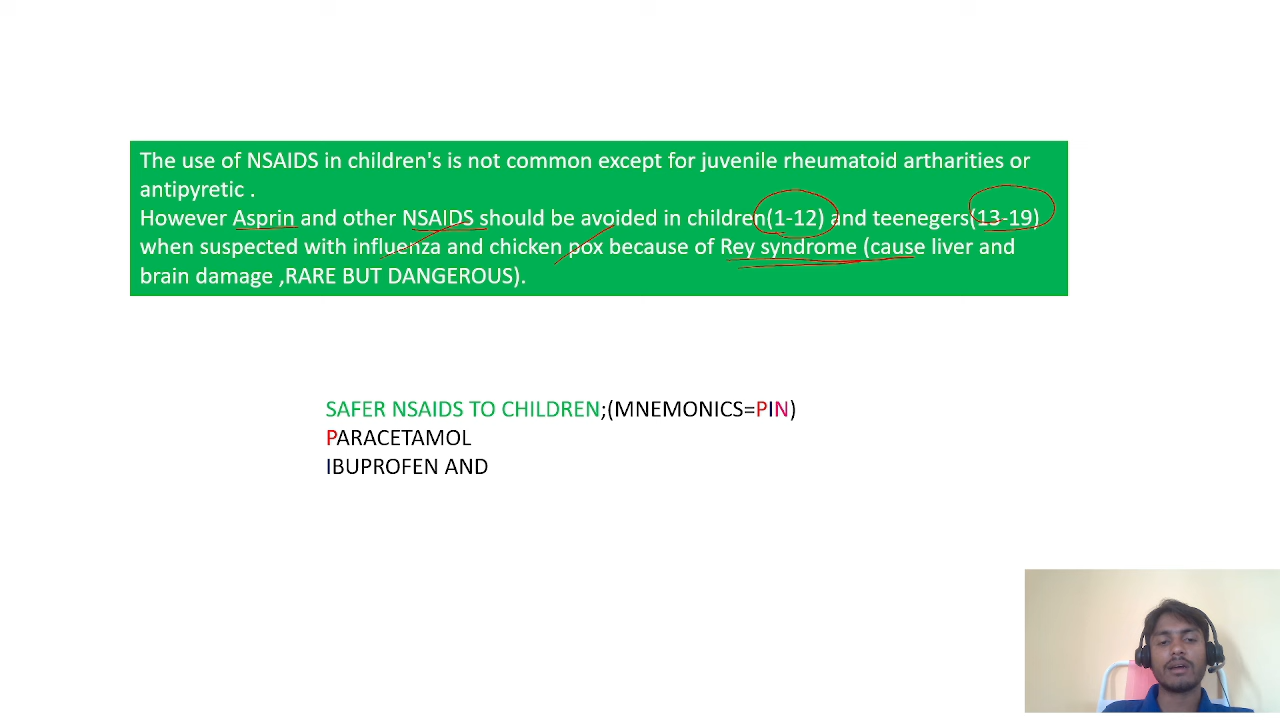 The use of NSAIDS in children's is not common except for juvenile rheumatoid artharities or
antipyretic .
However Asprin and other NSAIDS should be avoided in children(1-12) and teenegers(13-19)
when suspected with influenza and chicken pox because of Rey syndrome (cause liver and
brain damage ,RARE BUT DANGEROUS).
SAFER NSAIDS TO CHILDREN;(MNEMONICS=PIN)
PARACETAMOL
IBUPROFEN AND